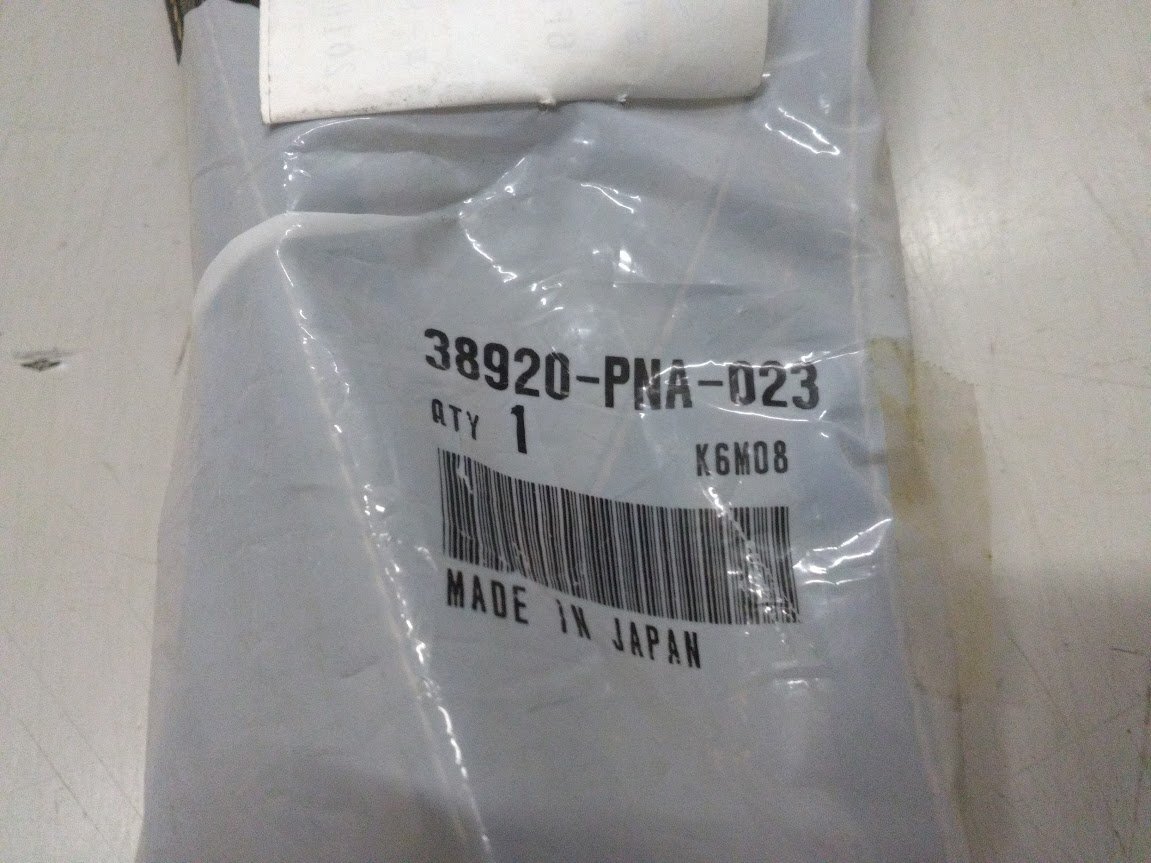 38920-PNA-023
QTY 1
K6M08
MADE IN JAPAN